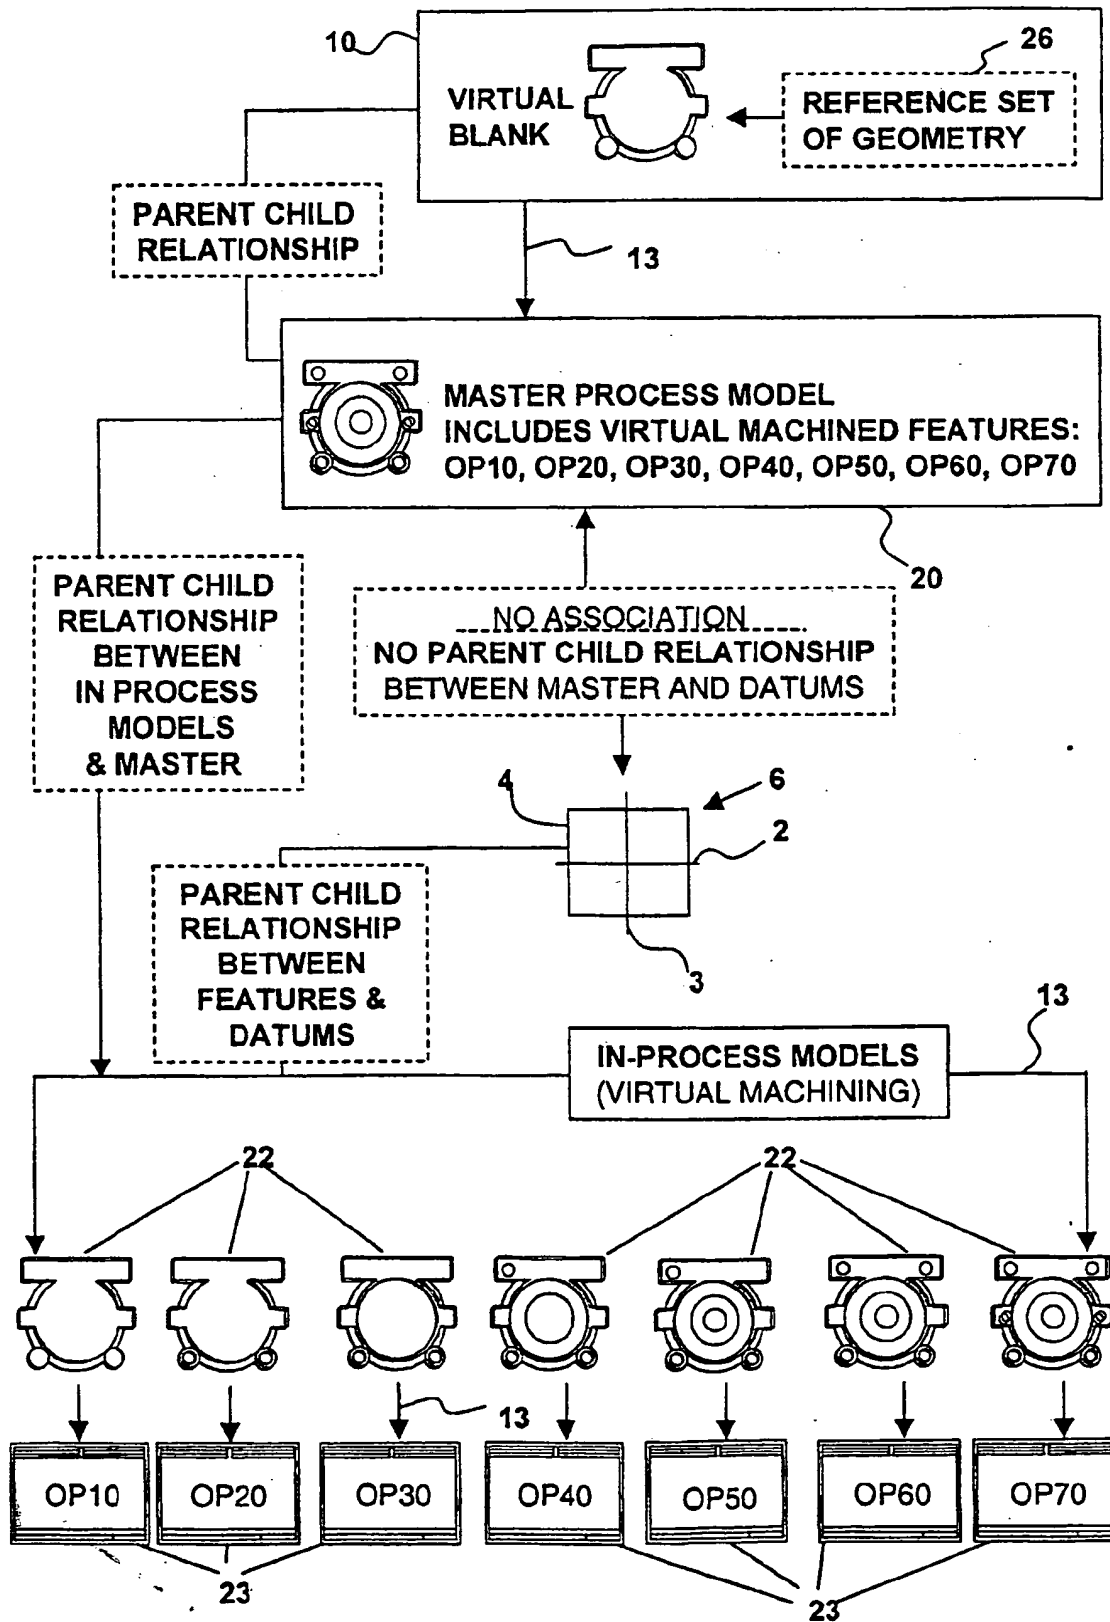 10
26
VIRTUAL
BLANK
REFERENCE SET
OF GEOMETRY
PARENT CHILD
RELATIONSHIP
13
MASTER PROCESS MODEL
INCLUDES VIRTUAL MACHINED FEATURES:
OP10, OP20, OP30, OP40, OP50, OP60, OP70
20
PARENT CHILD
RELATIONSHIP
BETWEEN
IN PROCESS
MODELS
& MASTER
NO ASSOCIATION
NO PARENT CHILD RELATIONSHIP
BETWEEN MASTER AND DATUMS
4
6
2
3
PARENT CHILD
RELATIONSHIP
BETWEEN
FEATURES &
DATUMS
13
IN-PROCESS MODELS
(VIRTUAL MACHINING)
22
22
13
OP10
OP20
OP30
OP40
OP50
OP60
OP70
23
23